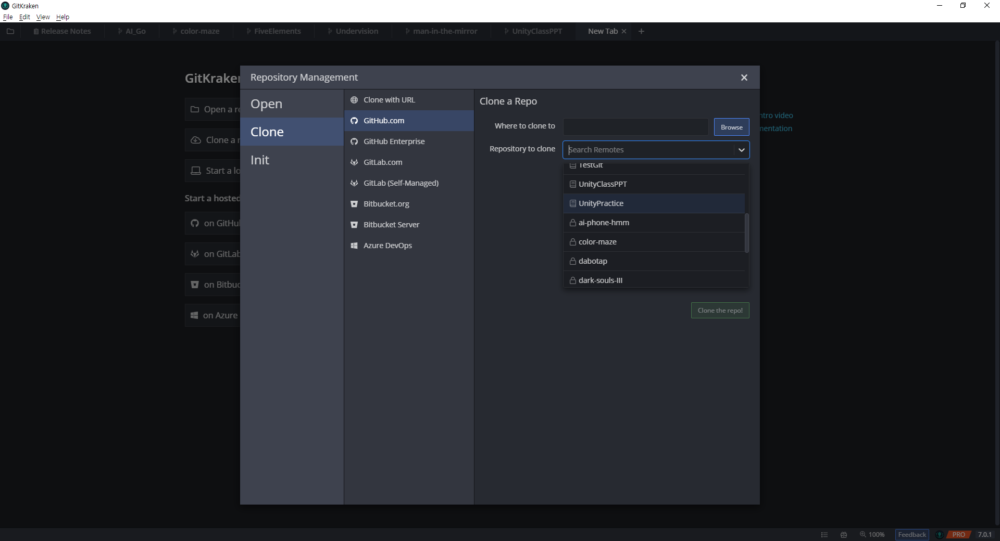 GitKraken
File Edit View Help
Release Notes AI_Go color-maze FiveElements Undervision man-in-the-mirror UnityClassPPT New Tab
GitKraken
Open a re
Clone a r
Start a lo
Start a hosted
on GitHu
on GitLab
on Bitbuc
on Azure
Repository Management
Open
Clone
Init
Clone with URL
GitHub.com
GitHub Enterprise
GitLab.com
GitLab (Self-Managed)
Bitbucket.org
Bitbucket Server
Azure DevOps
Clone a Repo
Where to clone to
Browse
Repository to clone
Search Remotes
TestGit
UnityClassPPT
UnityPractice
ai-phone-hmm
color-maze
dabotap
dark-souls-III
Clone the repo!
ntro video
mentation
100% Feedback PRO 7.0.1